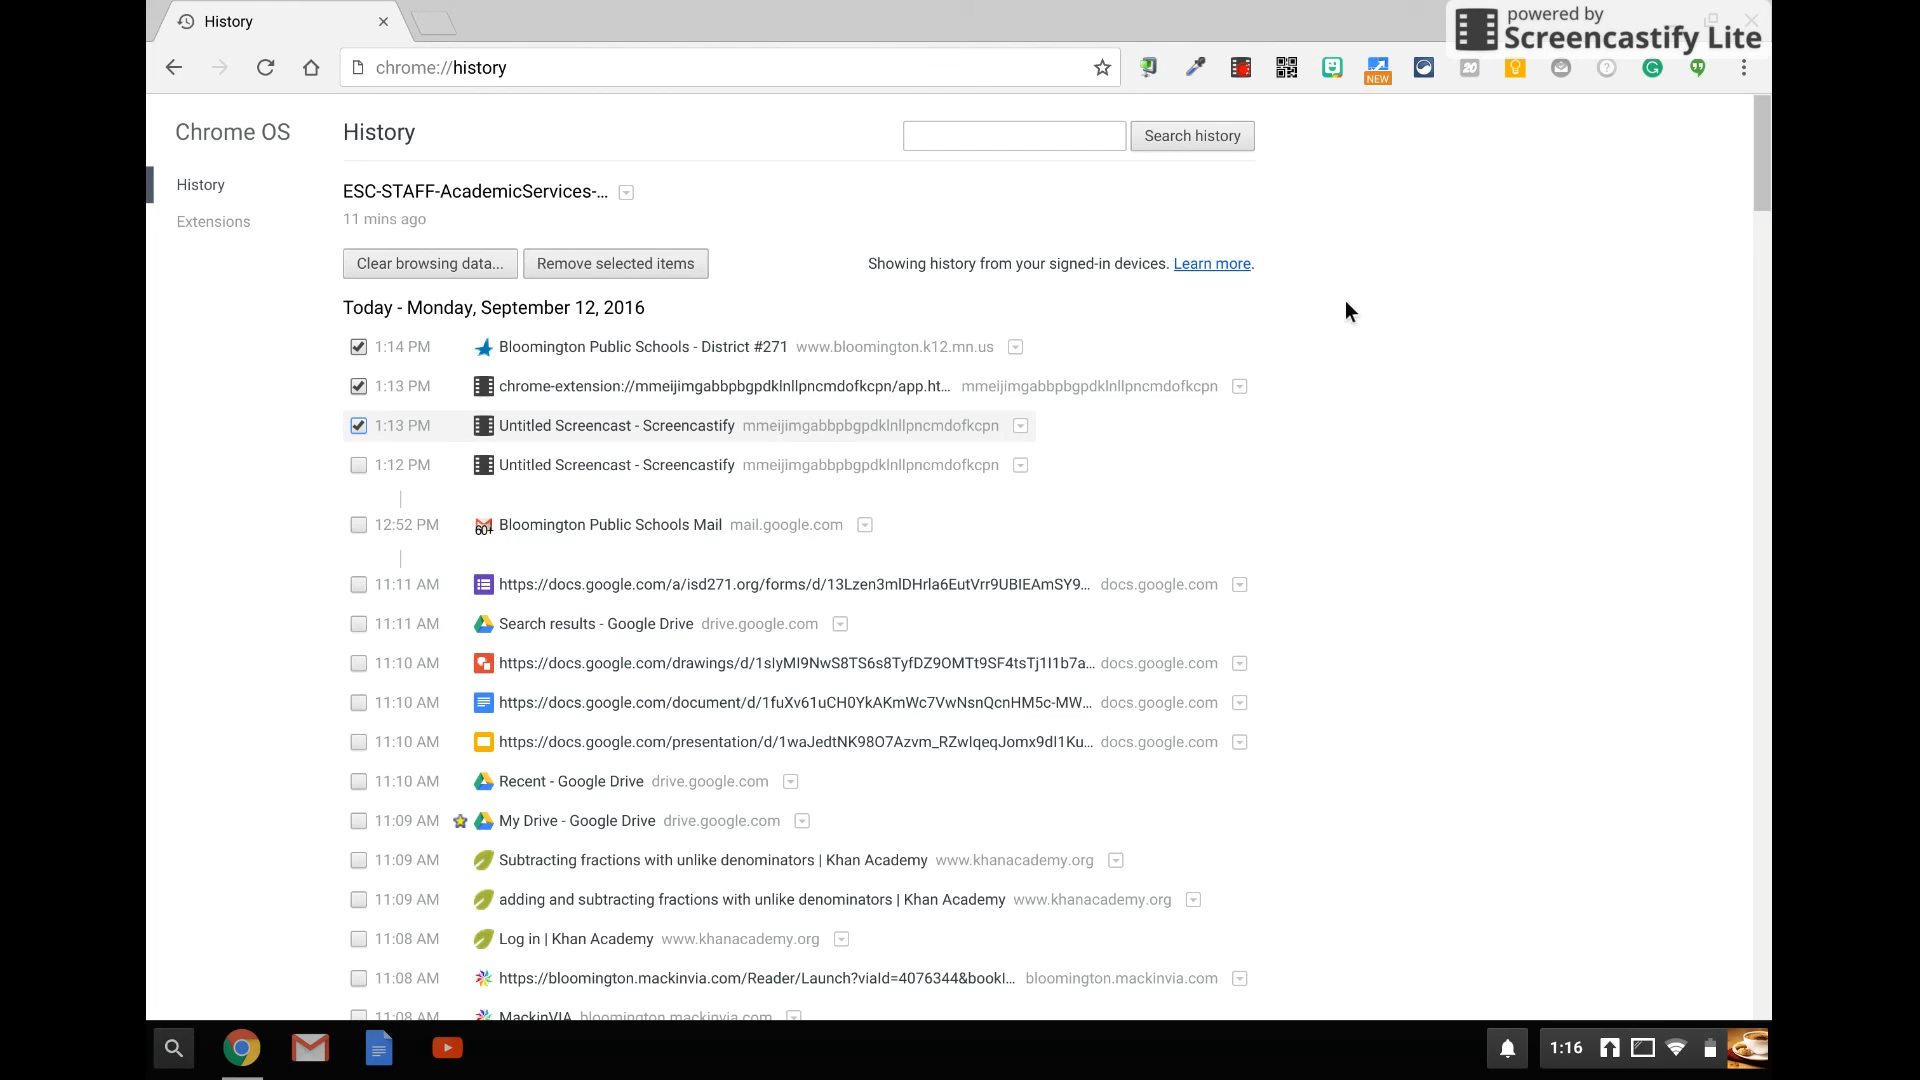 History
powered by
Screencastify Lite
chrome://history
NEW
20
Chrome OS
History
Search history
History
Extensions
ESC-STAFF-AcademicServices-...
11 mins ago
Clear browsing data...
Remove selected items
Showing history from your signed-in devices. Learn more.
Today - Monday, September 12, 2016
1:14 PM Bloomington Public Schools - District #271 www.bloomington.k12.mn.us
1:13 PM chrome-extension://mmeijimgabbpbgpdklnllpncmdofkcpn/app.ht... mmeijimgabbpbgpdklnllpncmdofkcpn
1:13 PM Untitled Screencast - Screencastify mmeijimgabbpbgpdklnllpncmdofkcpn
1:12 PM Untitled Screencast - Screencastify mmeijimgabbpbgpdklnllpncmdofkcpn
12:52 PM 60+ Bloomington Public Schools Mail mail.google.com
11:11 AM https://docs.google.com/a/isd271.org/forms/d/13Lzen3mlDHrla6EutVrr9UBIEAmSY9... docs.google.com
11:11 AM Search results - Google Drive drive.google.com
11:10 AM https://docs.google.com/drawings/d/1slyMI9NwS8TS6s8TyfDZ9OMTt9SF4tsTj1I1b7a... docs.google.com
11:10 AM https://docs.google.com/document/d/1fuXv61uCH0YkAKmWc7VwNsnQcnHM5c-MW... docs.google.com
11:10 AM https://docs.google.com/presentation/d/1waJedtNK98O7Azvm_RZwIqeqJomx9dI1Ku... docs.google.com
11:10 AM Recent - Google Drive drive.google.com
11:09 AM My Drive - Google Drive drive.google.com
11:09 AM Subtracting fractions with unlike denominators | Khan Academy www.khanacademy.org
11:09 AM adding and subtracting fractions with unlike denominators | Khan Academy www.khanacademy.org
11:08 AM Log in | Khan Academy www.khanacademy.org
11:08 AM https://bloomington.mackinvia.com/Reader/Launch?viaId=4076344&bookI... bloomington.mackinvia.com
11:08 AM MackinVIA bloomington.mackinvia.com
1:16